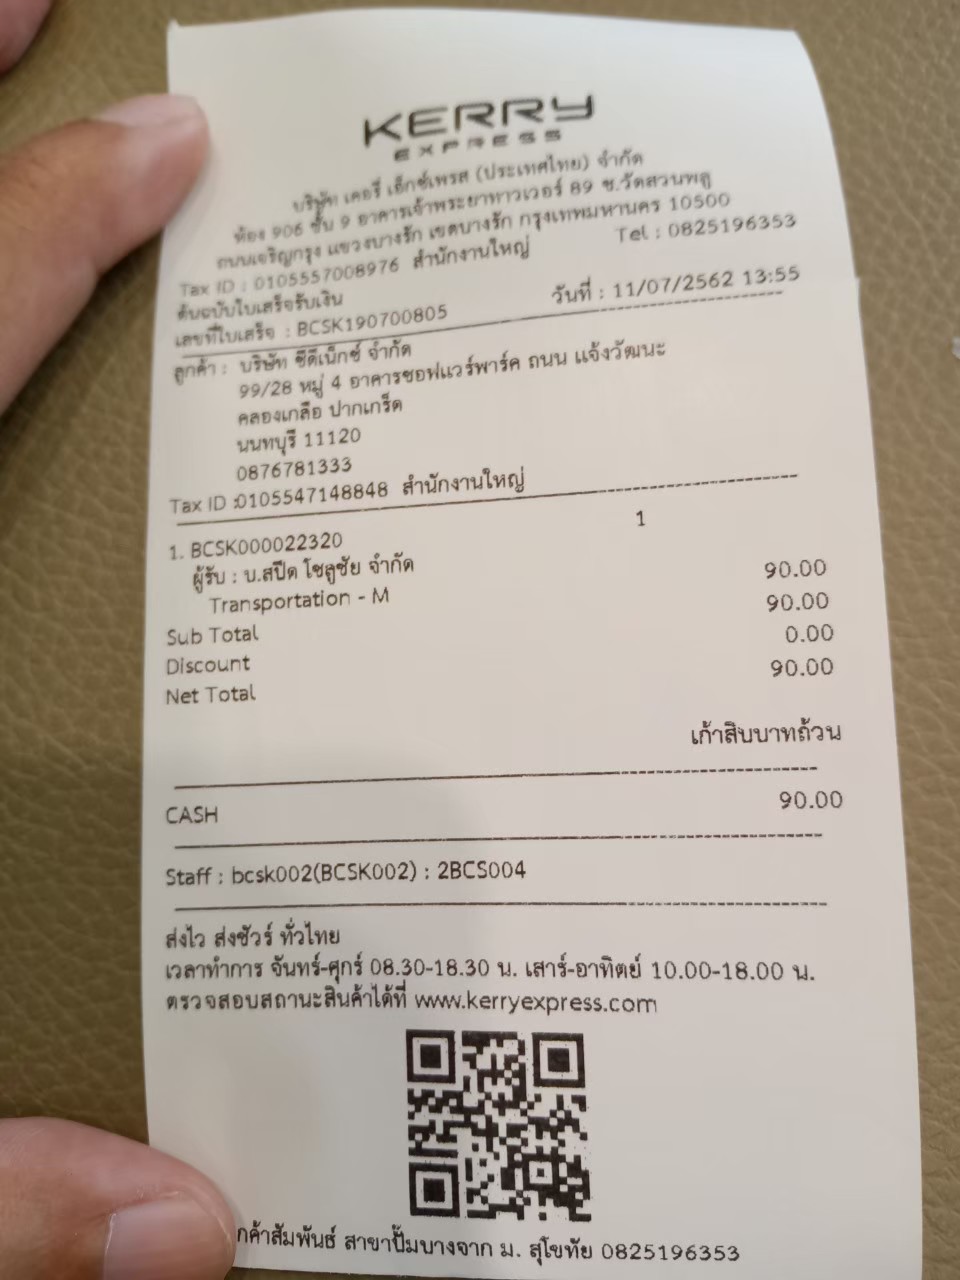 KERRY
EXPRESS
บริษัท เคอรี่ เอ็กซ์เพรส (ประเทศไทย) จำกัด
ห้อง 906 ชั้น 9 อาคารเจ้าพระยาทาวเวอร์ 89 ซ.วัดสวนพลู
ถนนเจริญกรุง แขวงบางรัก เขตบางรัก กรุงเทพมหานคร 10500
Tax ID : 0105557008976 สำนักงานใหญ่ Tel : 0825196353
ต้นฉบับใบเสร็จรับเงิน
เลขที่ใบเสร็จ : BCSK190700805 วันที่ : 11/07/2562 13:55
ลูกค้า : บริษัท ซีดีเน็กซ์ จำกัด
99/28 หมู่ 4 อาคารซอฟแวร์พาร์ค ถนน แจ้งวัฒนะ
คลองเกลือ ปากเกร็ด
นนทบุรี 11120
0876781333
Tax ID :0105547148848 สำนักงานใหญ่
1. BCSK000022320 1
ผู้รับ : บ.สปีด โซลูชัย จำกัด
Transportation - M 90.00
Sub Total 90.00
Discount 0.00
Net Total 90.00
เก้าสิบบาทถ้วน
CASH 90.00
Staff : bcsk002(BCSK002) : 2BCS004
ส่งไว ส่งชัวร์ ทั่วไทย
เวลาทำการ จันทร์-ศุกร์ 08.30-18.30 น. เสาร์-อาทิตย์ 10.00-18.00 น.
ตรวจสอบสถานะสินค้าได้ที่ www.kerryexpress.com
กค้าสัมพันธ์ สาขาปั๊มบางจาก ม. สุโขทัย 0825196353